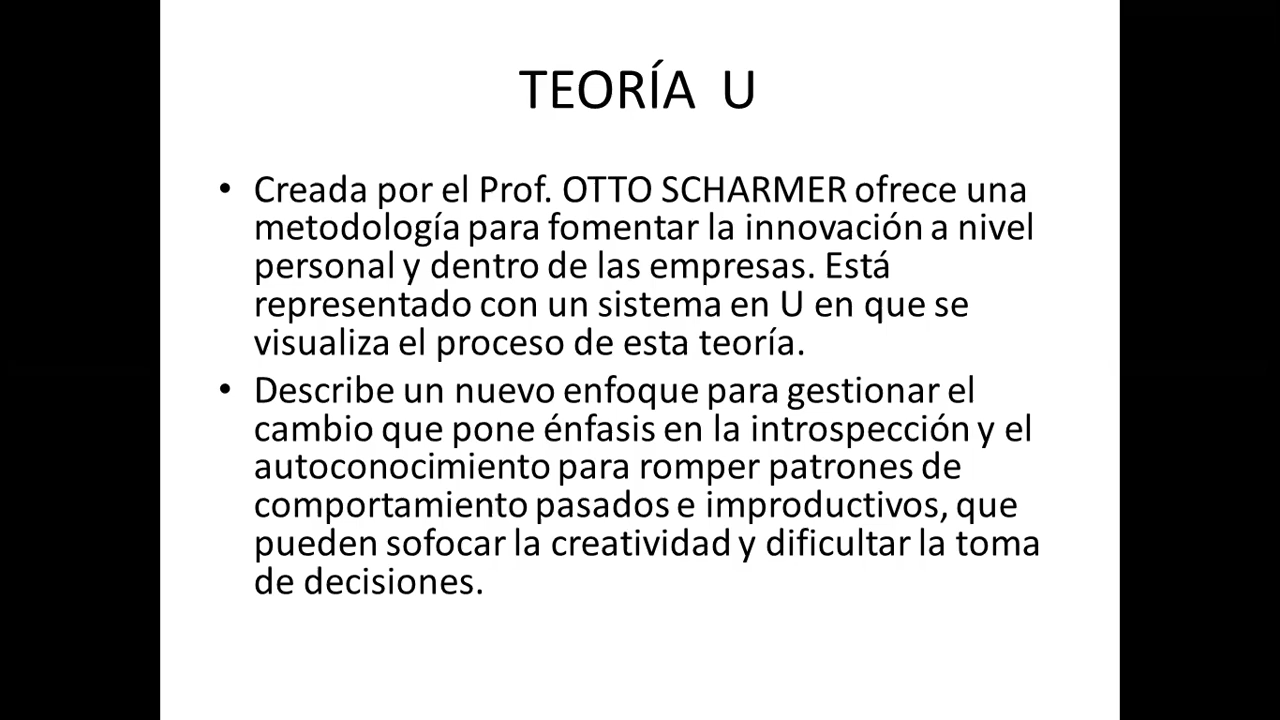 TEORÍA U
• Creada por el Prof. OTTO SCHARMER ofrece una
metodología para fomentar la innovación a nivel
personal y dentro de las empresas. Está
representado con un sistema en U en que se
visualiza el proceso de esta teoría.
• Describe un nuevo enfoque para gestionar el
cambio que pone énfasis en la introspección y el
autoconocimiento para romper patrones de
comportamiento pasados e improductivos, que
pueden sofocar la creatividad y dificultar la toma
de decisiones.